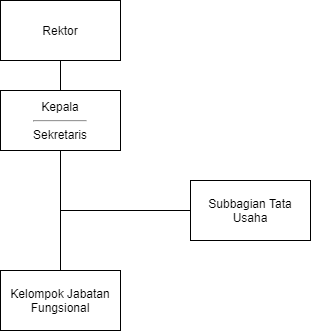 Rektor
Kepala
Sekretaris
Subbagian Tata
Usaha
Kelompok Jabatan
Fungsional